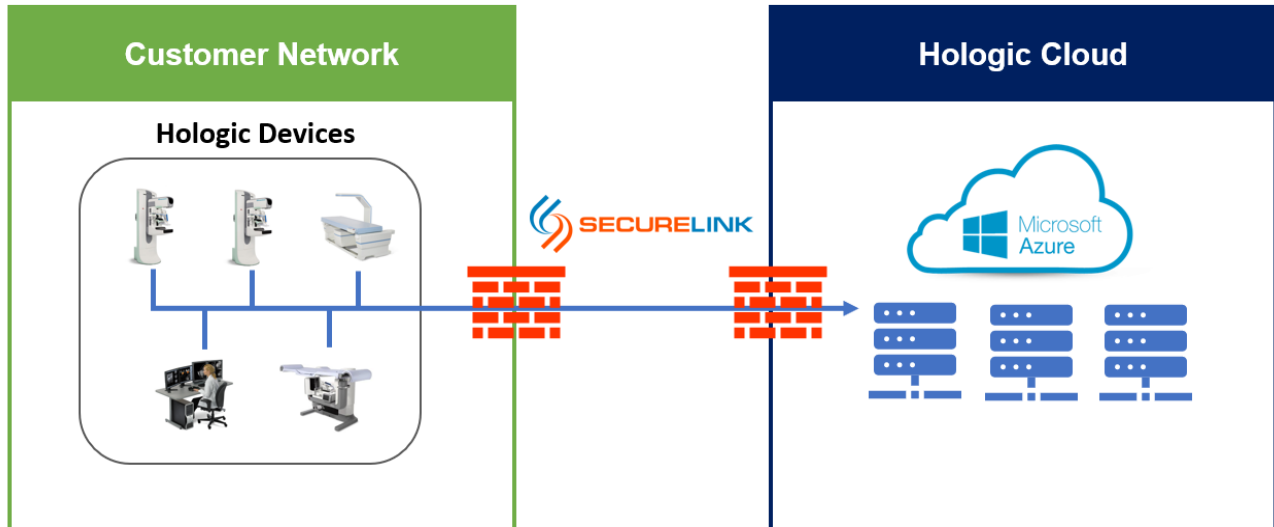 Customer Network
Hologic Cloud
Hologic Devices
SECURELINK
Microsoft
Azure